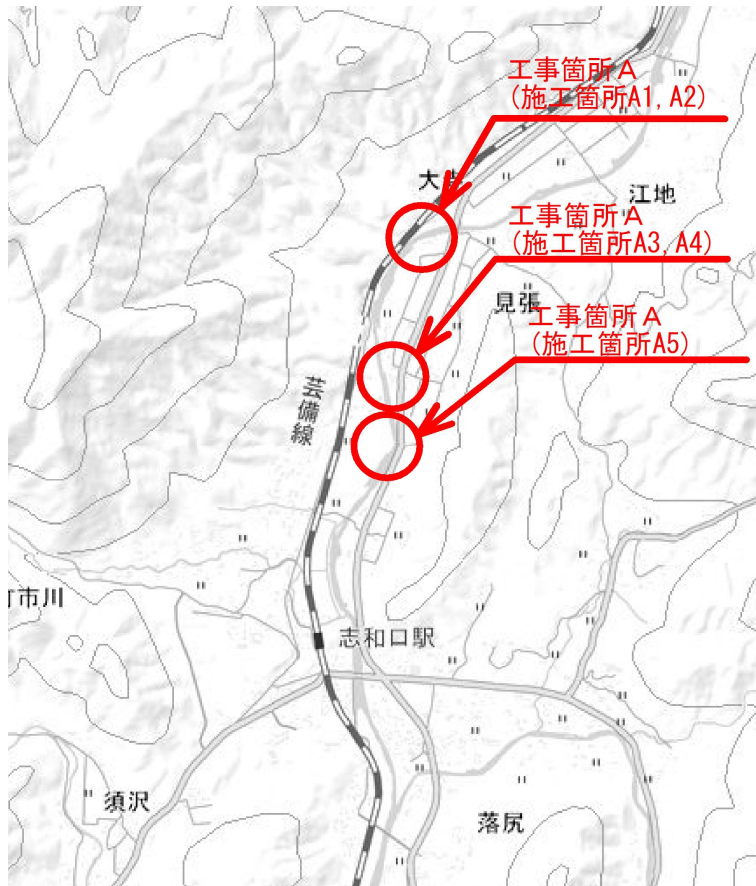 工事箇所A
(施工箇所A1, A2)
江地
工事箇所A
(施工箇所A3, A4)
見張
工事箇所A
(施工箇所A5)
芸備線
市川
志和口駅
須沢
落尻